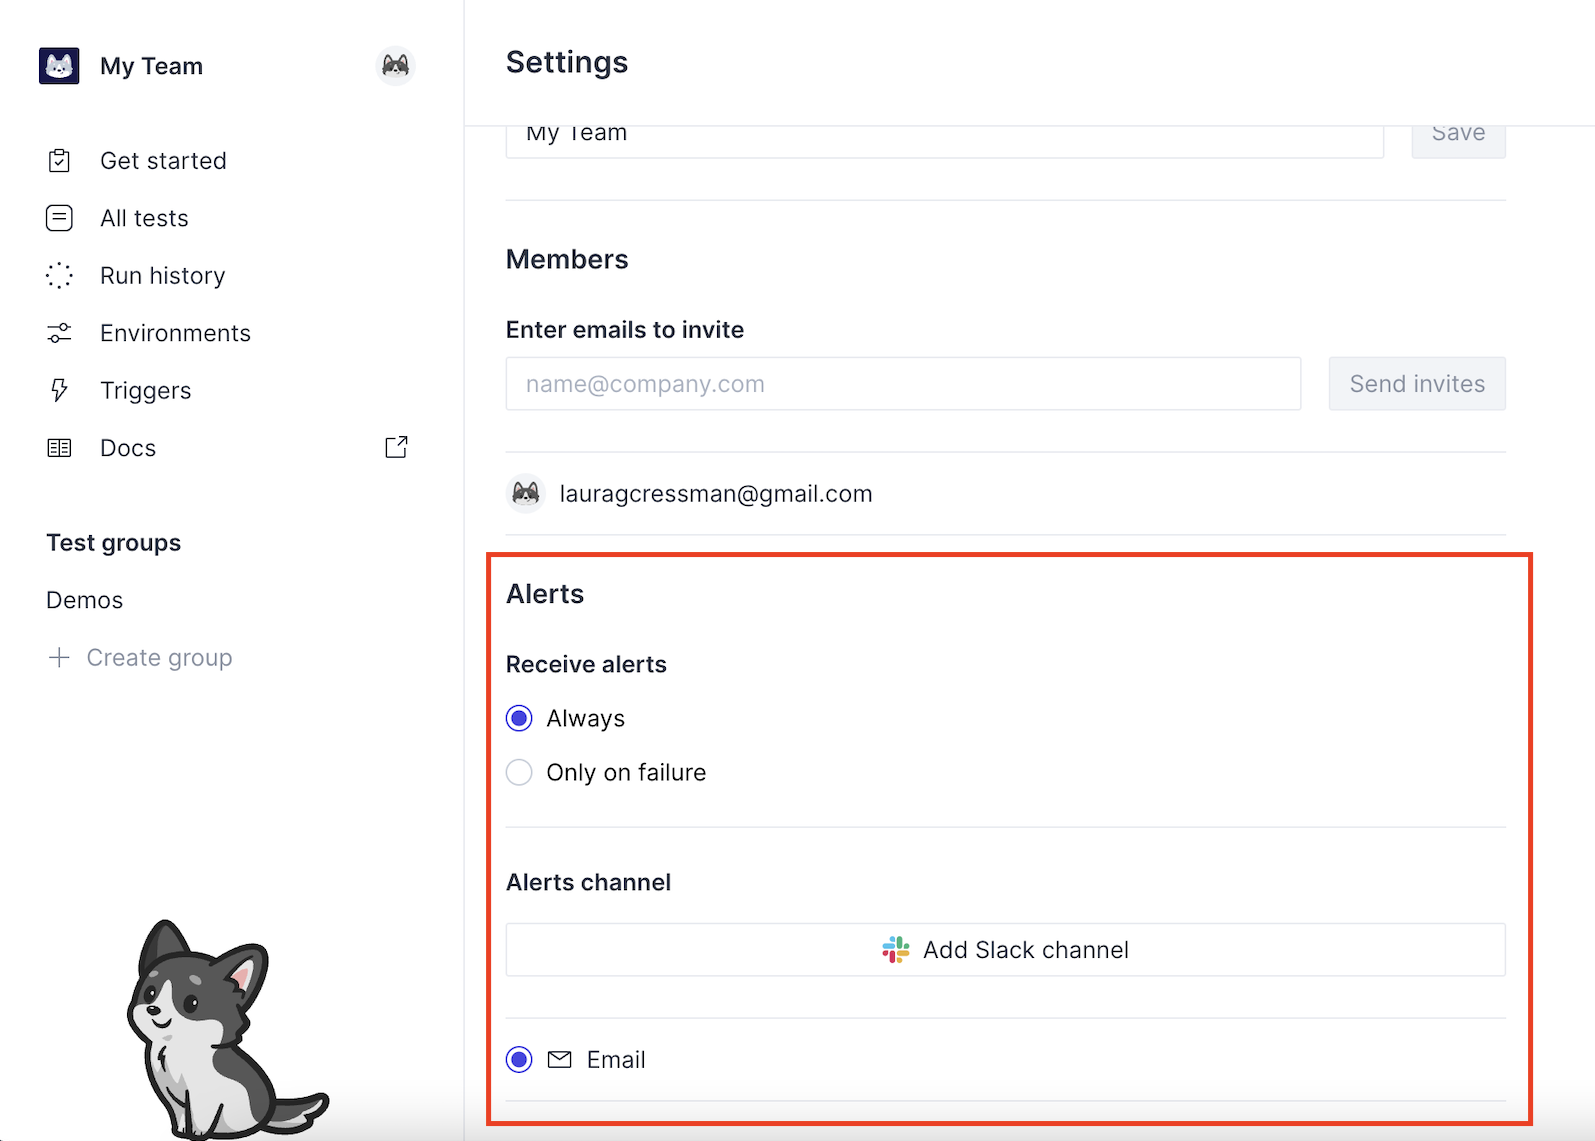 My Team
Get started
All tests
Run history
Environments
Triggers
Docs
Test groups
Demos
Create group
Settings
My Team
Save
Members
Enter emails to invite
name@company.com
Send invites
lauragcressman@gmail.com
Alerts
Receive alerts
Always
Only on failure
Alerts channel
Add Slack channel
Email